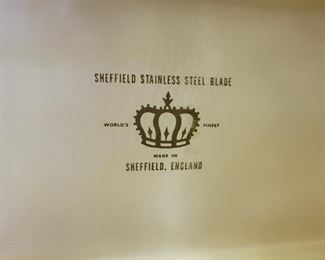 SHEFFIELD STAINLESS STEEL BLADE
WORLD'S FINEST
MADE IN
SHEFFIELD, ENGLAND